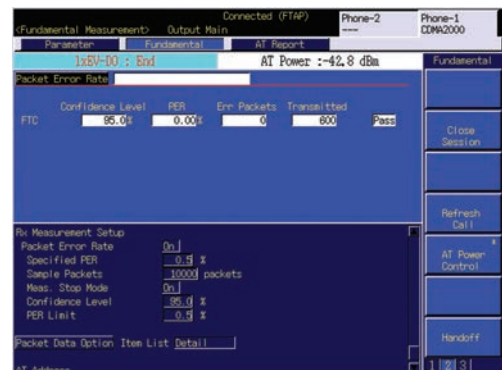 Connected (FTAP)
<Fundamental Measurement> Output Main
Phone-2
----
Phone-1
CDMA2000
Parameter Fundamental AT Report
1xEV-DO : End AT Power :-42.8 dBm Fundamental
Packet Error Rate
Confidence Level PER Err Packets Transmitted
FTC 95.0% 0.00% 0 600 Pass
Close
Session
Refresh
Call
Rx Measurement Setup
Packet Error Rate On
Specified PER 0.5 %
Sample Packets 10000 packets
Meas. Stop Mode On
Confidence Level 95.0 %
PER Limit 0.5 %
*
AT Power
Control
Packet Data Option Item List Detail
Handoff
AT Address
1 2 3